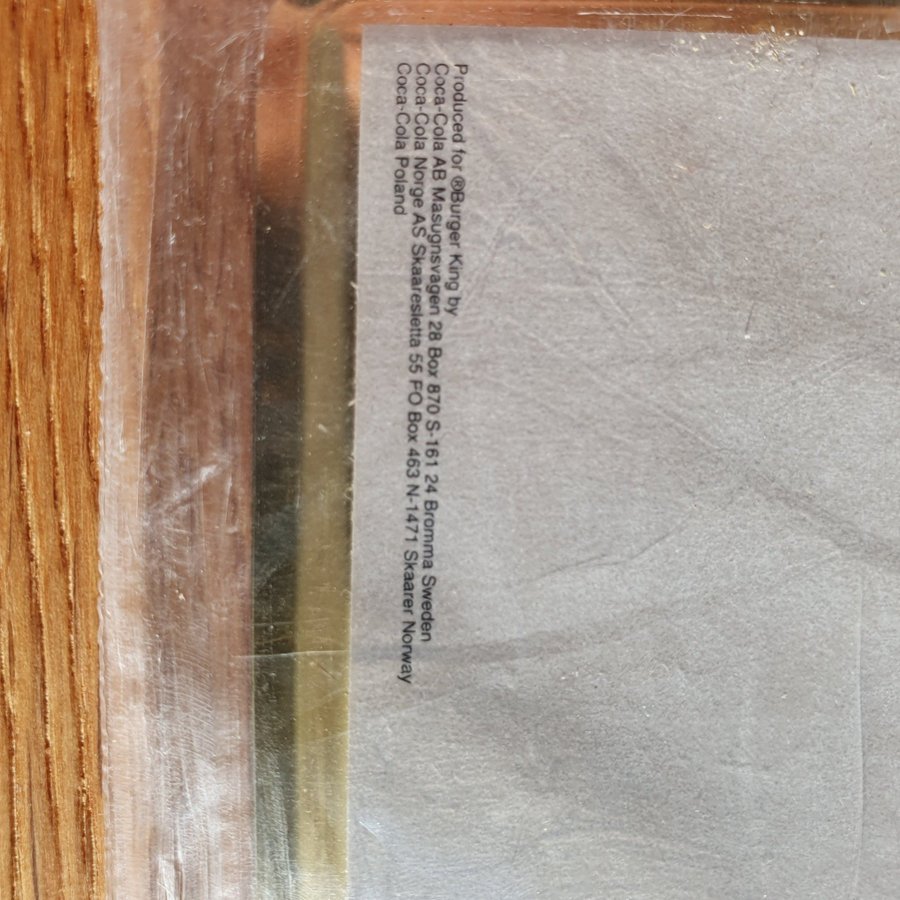 Produced for ®Burger King by
Coca-Cola AB Masugnsvagen 28 Box 870 S-161 24 Bromma Sweden
Coca-Cola Norge AS Skaaresletta 55 PO Box 463 N-1471 Skaarer Norway
Coca-Cola Poland